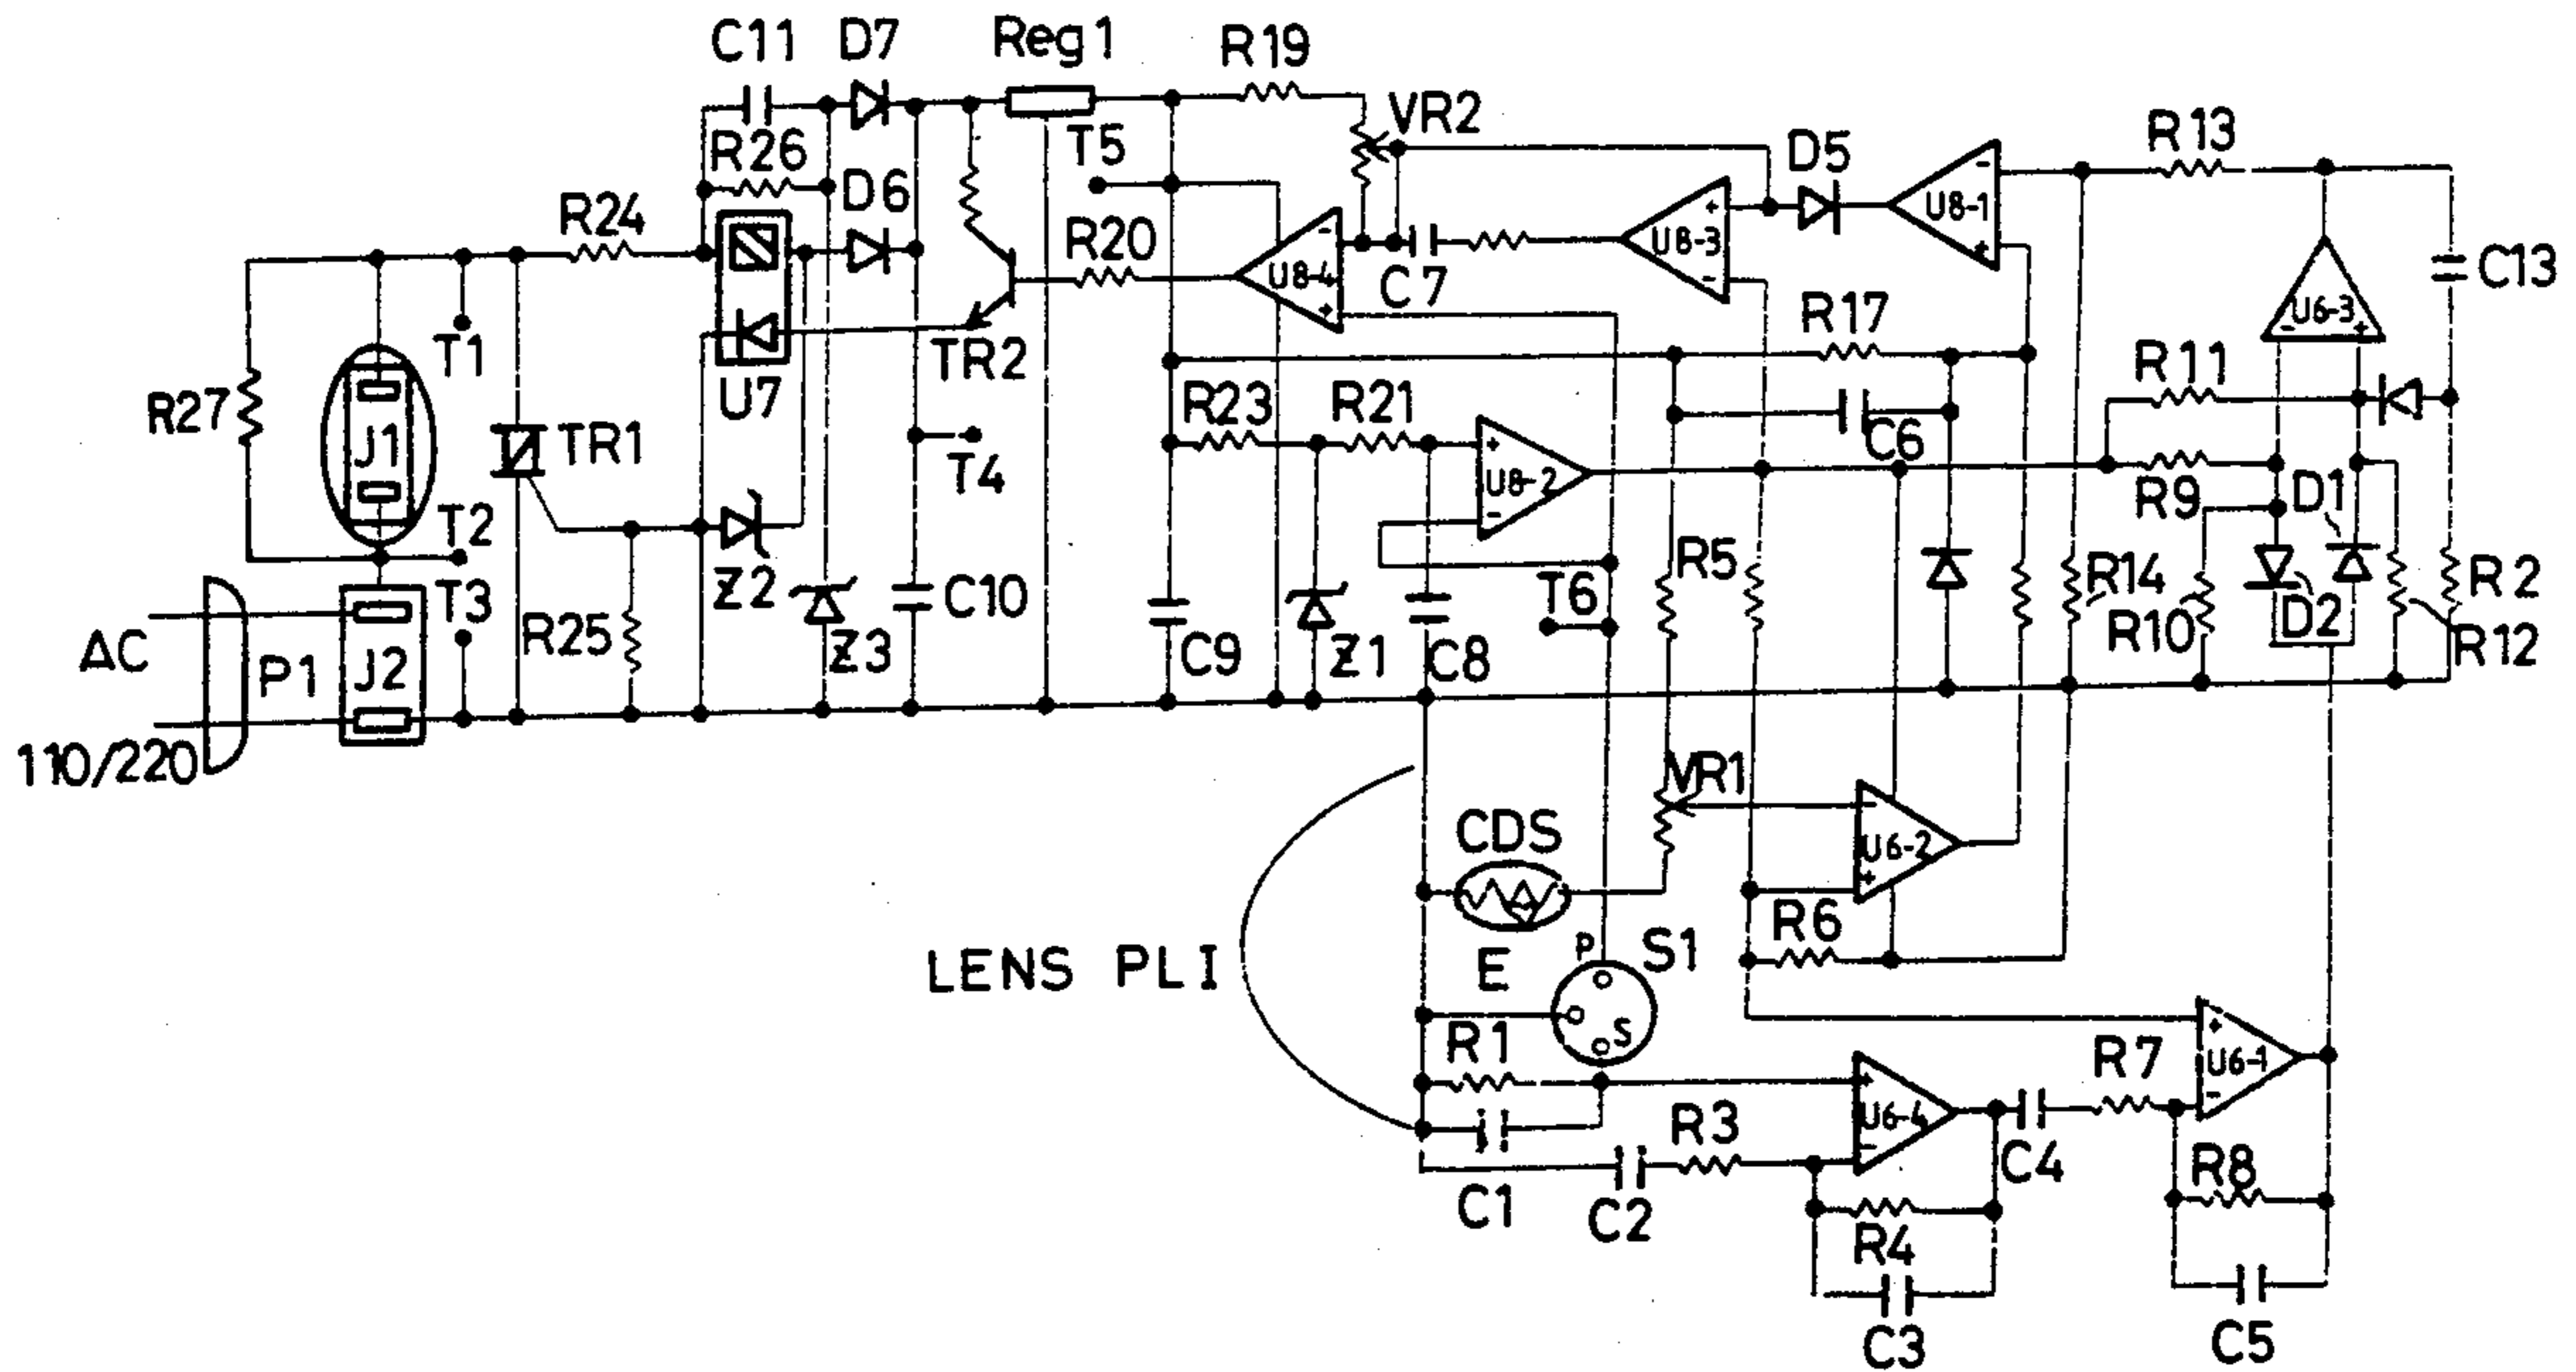 C11 D7 Reg1 R19
VR2
R13
R26 T5 D5
U8-1
D6
R24 R20 U8-3
U8-4
C7 C13
R17 U6-3
T1 TR2
R11
R27 U7 R23 R21
J1 TR1 C6
T4
U8-2 R9 D1
T2
Z2 R5 R14 R2
T3 C10 T6 D2
R25 R10
AC P1 J2 Z3 C9 Z1 C8 R12
110/220
VR1
CDS
U6-2
R6
LENS PLI E P S1
S
R1 R7 U6-1
R3 U6-4
C4 R8
C1 C2
R4
C3 C5
- + + - - + + - - + - + + - + -